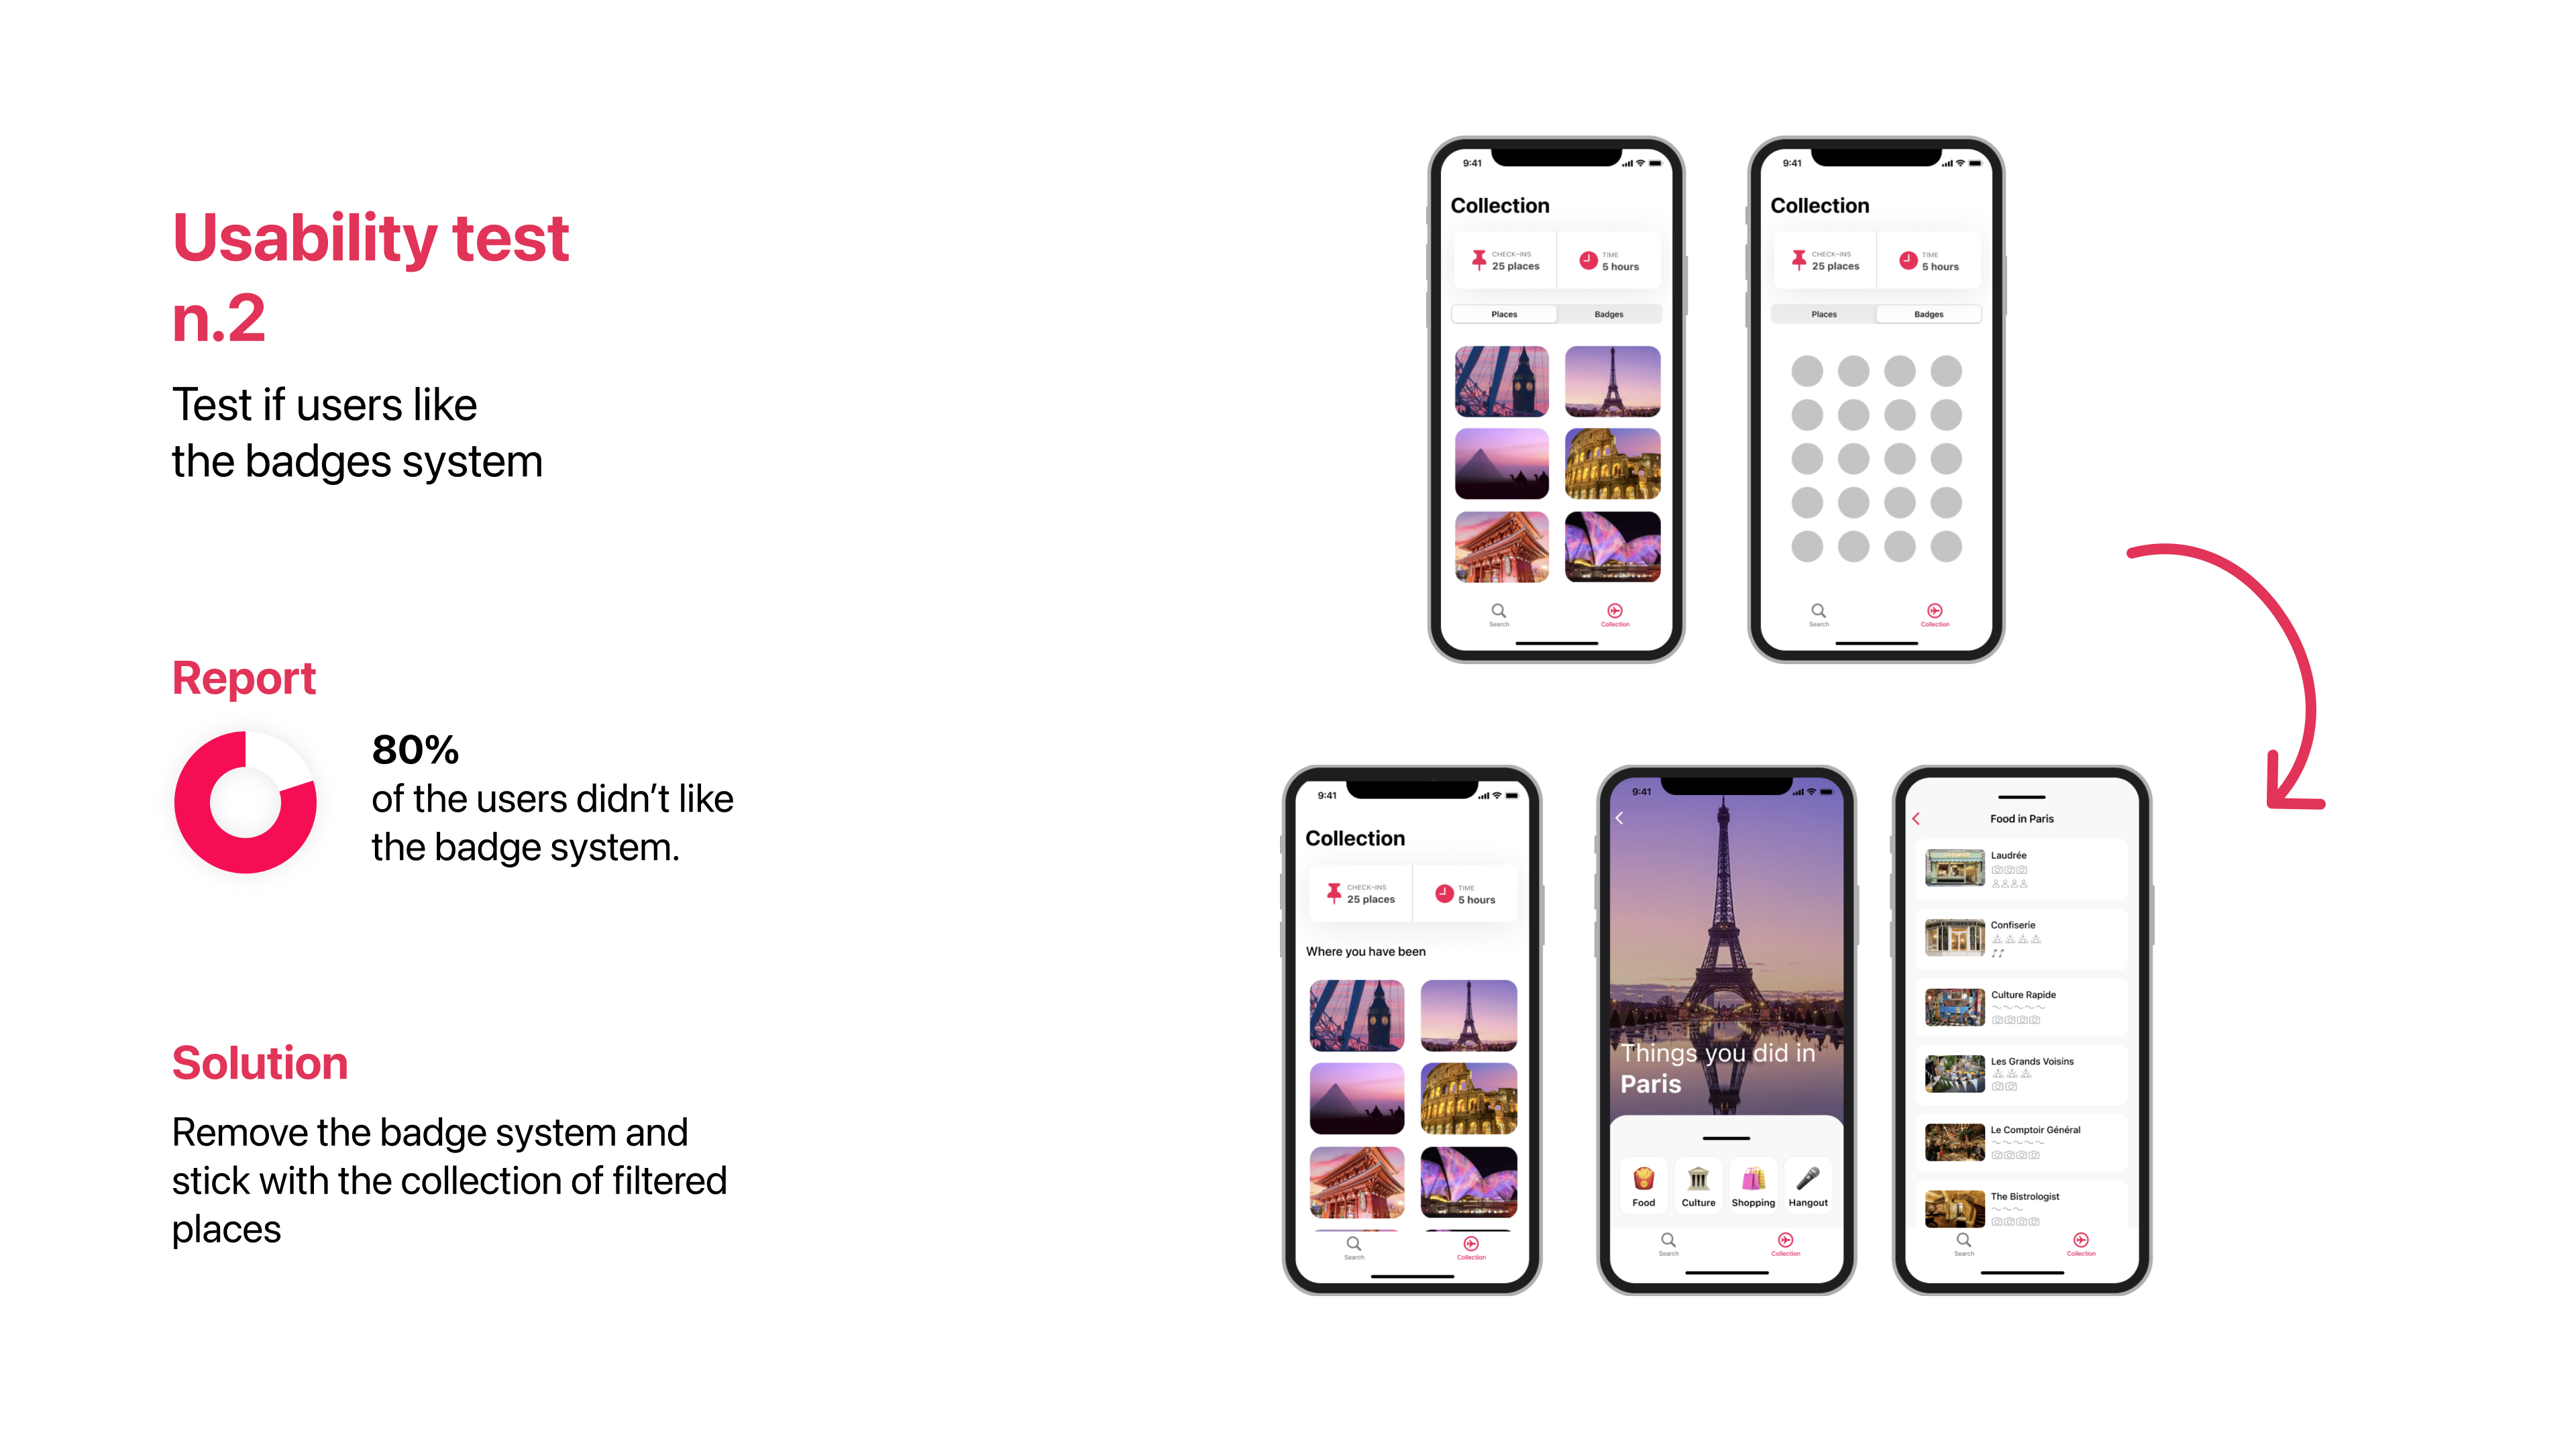 Usability test
n.2
Test if users like
the badges system
Report
80%
of the users didn’t like
the badge system.
Solution
Remove the badge system and
stick with the collection of filtered
places
9:41
Collection
CHECK-INS
25 places
TIME
5 hours
Places
Badges
Search
Collection
9:41
Collection
CHECK-INS
25 places
TIME
5 hours
Places
Badges
Search
Collection
9:41
Collection
CHECK-INS
25 places
TIME
5 hours
Where you have been
Search
Collection
9:41
Things you did in
Paris
Food
Culture
Shopping
Hangout
Search
Collection
Food in Paris
Laudrée
Confiserie
Culture Rapide
Les Grands Voisins
Le Comptoir Général
The Bistrologist
Search
Collection